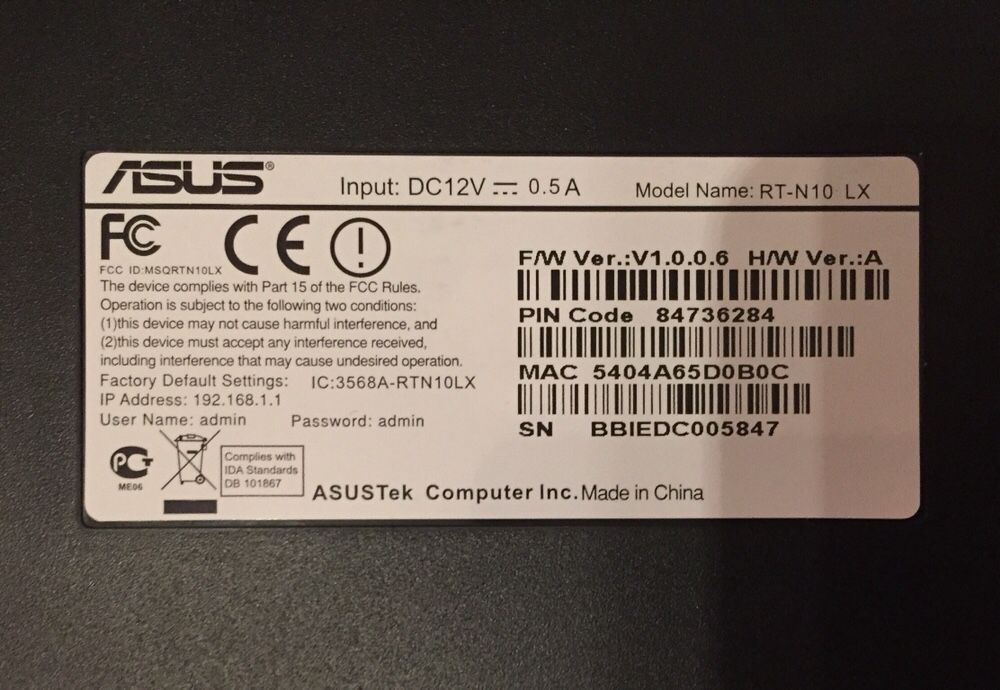 ASUS®
Input: DC12V ⎓ 0.5A
Model Name: RT-N10 LX
FC CE
FCC ID:MSQRTN10LX
The device complies with Part 15 of the FCC Rules.
Operation is subject to the following two conditions:
(1)this device may not cause harmful interference, and
(2)this device must accept any interference received,
including interference that may cause undesired operation.
Factory Default Settings: IC:3568A-RTN10LX
IP Address: 192.168.1.1
User Name: admin Password: admin
F/W Ver.:V1.0.0.6 H/W Ver.:A
PIN Code 84736284
MAC 5404A65D0B0C
SN BBIEDC005847
PCT
ME06
Complies with
IDA Standards
DB 101867
ASUSTek Computer Inc. Made in China